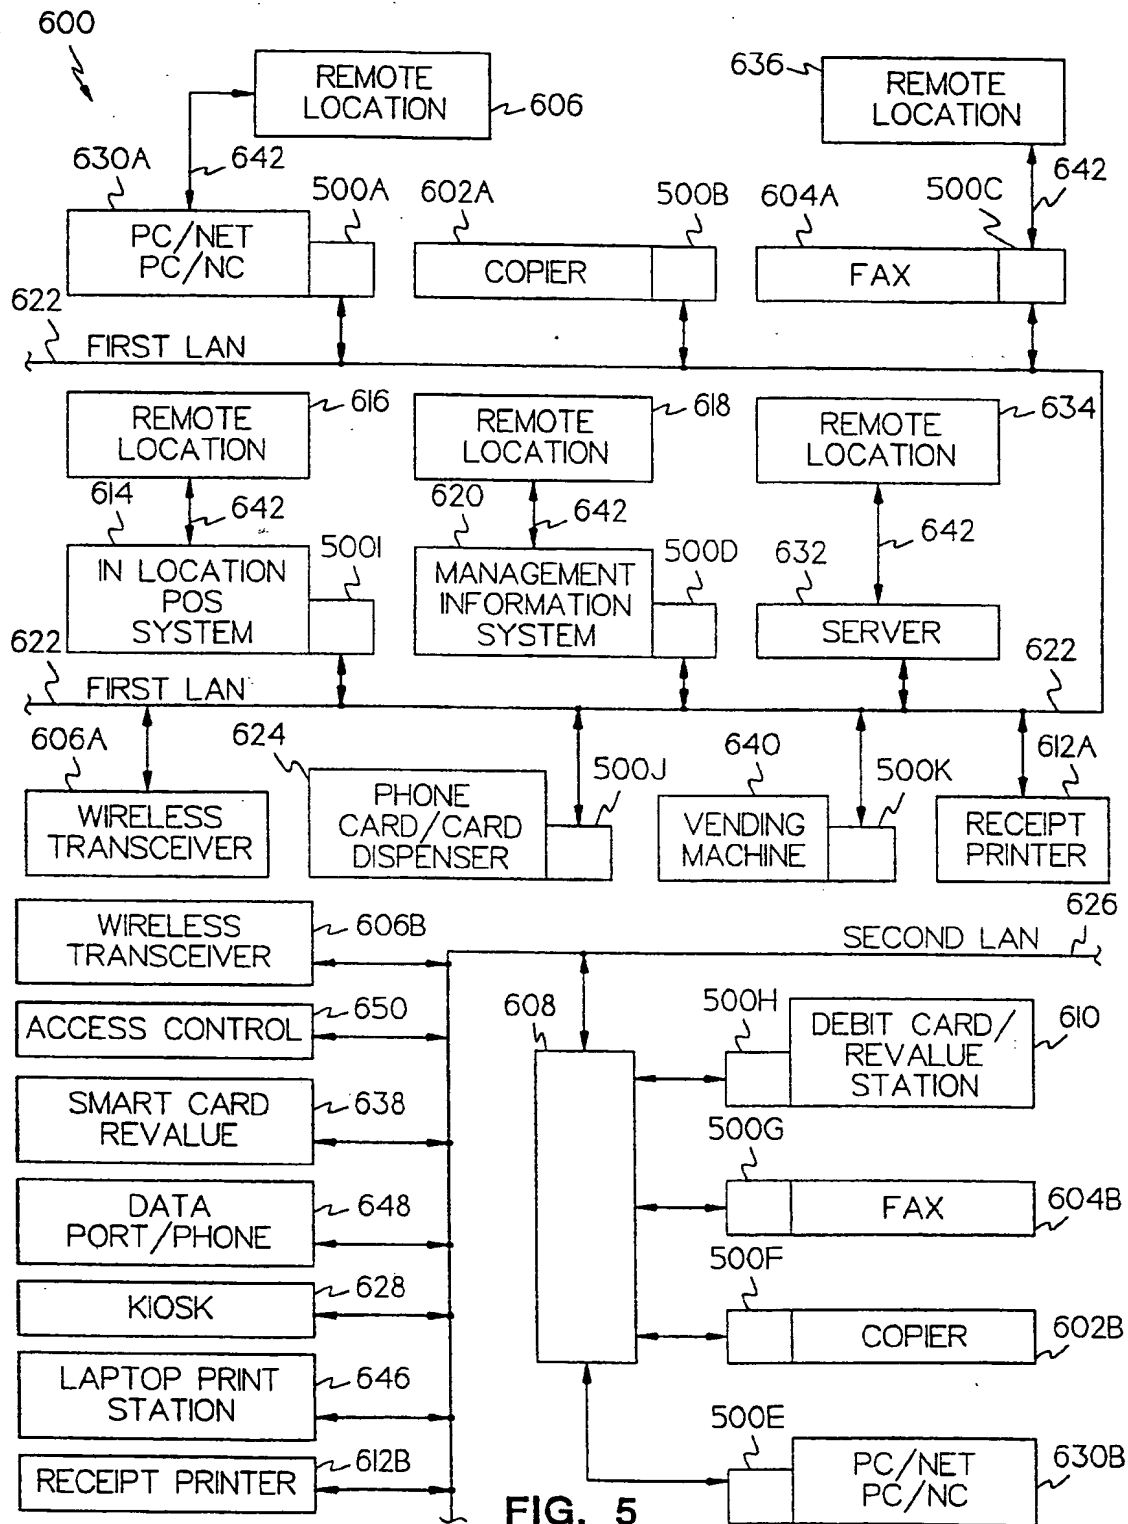 600
REMOTE
LOCATION
606
636
REMOTE
LOCATION
630A
642
500A
602A
500B
604A
500C
642
PC/NET
PC/NC
COPIER
FAX
622
FIRST LAN
REMOTE
LOCATION
616
REMOTE
LOCATION
618
REMOTE
LOCATION
634
614
642
620
642
642
500I
500D
632
IN LOCATION
POS
SYSTEM
MANAGEMENT
INFORMATION
SYSTEM
SERVER
622
FIRST LAN
622
606A
624
500J
640
500K
612A
WIRELESS
TRANSCEIVER
PHONE
CARD/CARD
DISPENSER
VENDING
MACHINE
RECEIPT
PRINTER
WIRELESS
TRANSCEIVER
606B
SECOND LAN
626
ACCESS CONTROL
650
608
500H
DEBIT CARD/
REVALUE
STATION
610
SMART CARD
REVALUE
638
500G
FAX
604B
DATA
PORT/PHONE
648
500F
COPIER
602B
KIOSK
628
LAPTOP PRINT
STATION
646
500E
PC/NET
PC/NC
630B
RECEIPT PRINTER
612B
FIG. 5